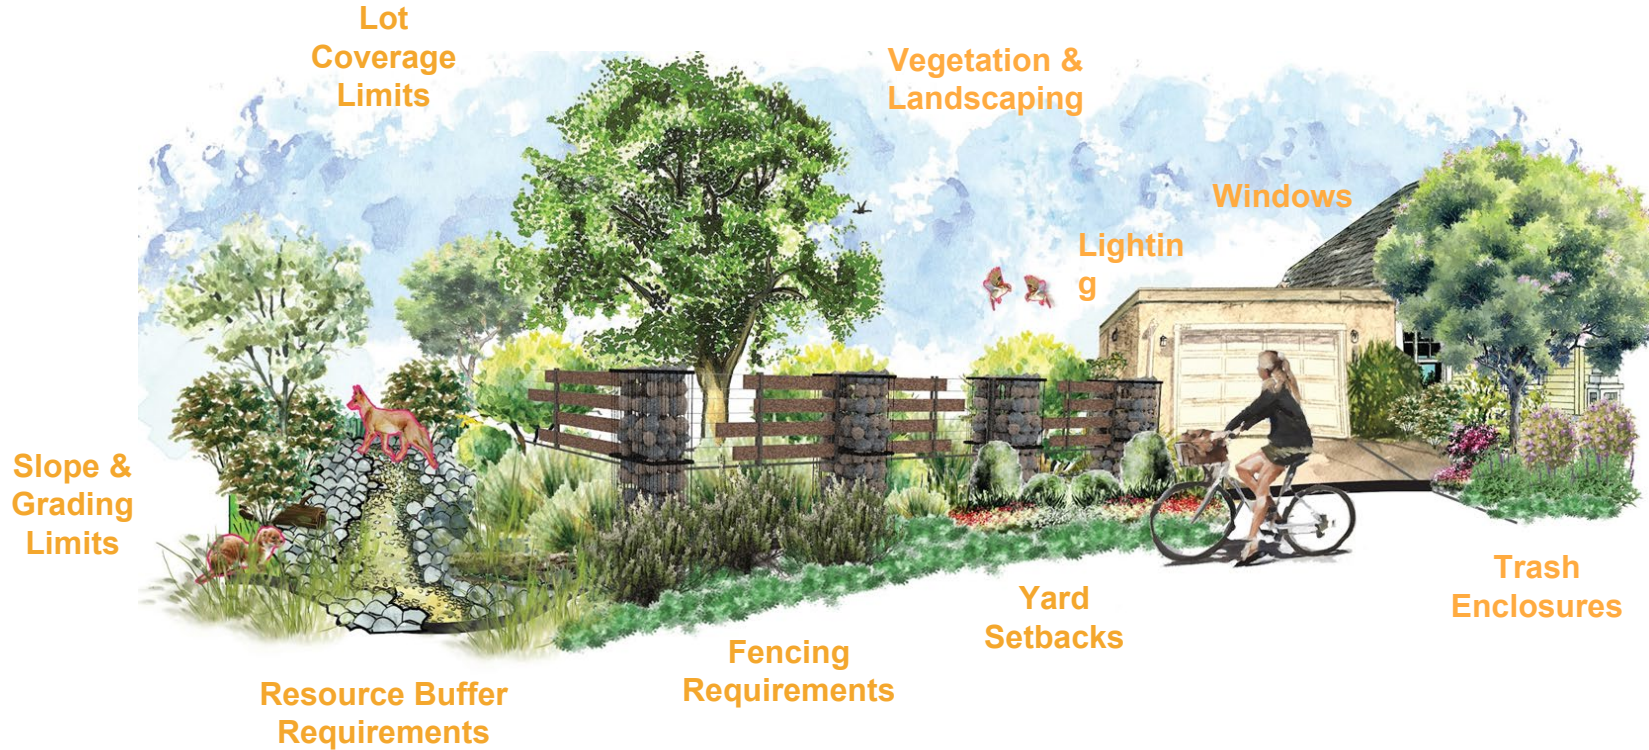 Lot
Coverage
Limits
Vegetation &
Landscaping
Windows
Lightin
g
Slope &
Grading
Limits
Trash
Enclosures
Yard
Setbacks
Fencing
Requirements
Resource Buffer
Requirements